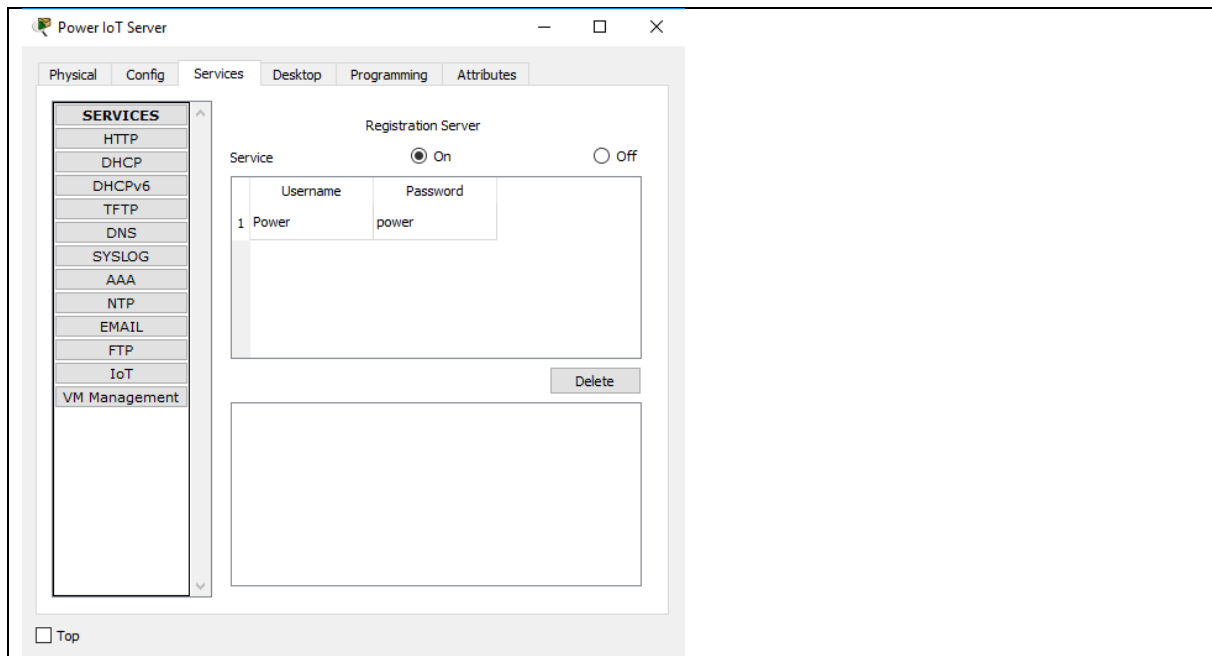 Power IoT Server
Physical Config Services Desktop Programming Attributes
SERVICES
HTTP
DHCP
DHCPv6
TFTP
DNS
SYSLOG
AAA
NTP
EMAIL
FTP
IoT
VM Management
Registration Server
Service On Off
Username Password
1 Power power
Delete
Top